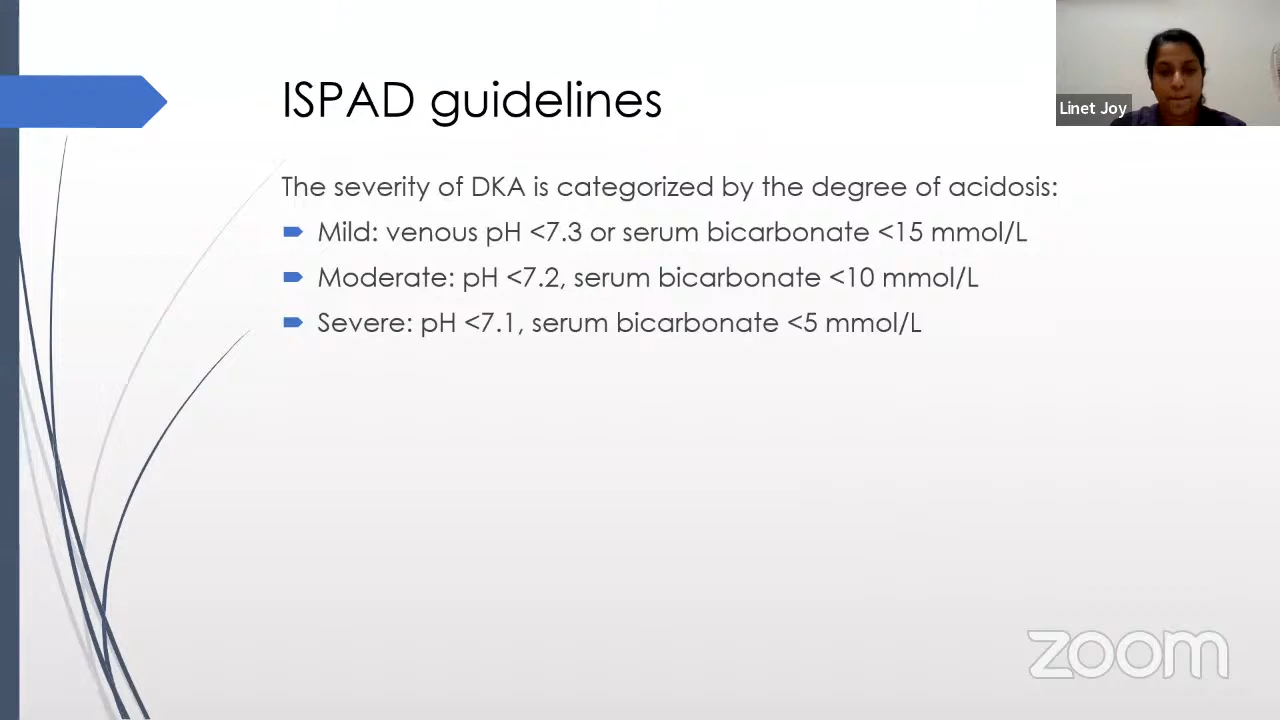 ISPAD guidelines
Linet Joy
The severity of DKA is categorized by the degree of acidosis:
Mild: venous pH <7.3 or serum bicarbonate <15 mmol/L
Moderate: pH <7.2, serum bicarbonate <10 mmol/L
Severe: pH <7.1, serum bicarbonate <5 mmol/L
zoom